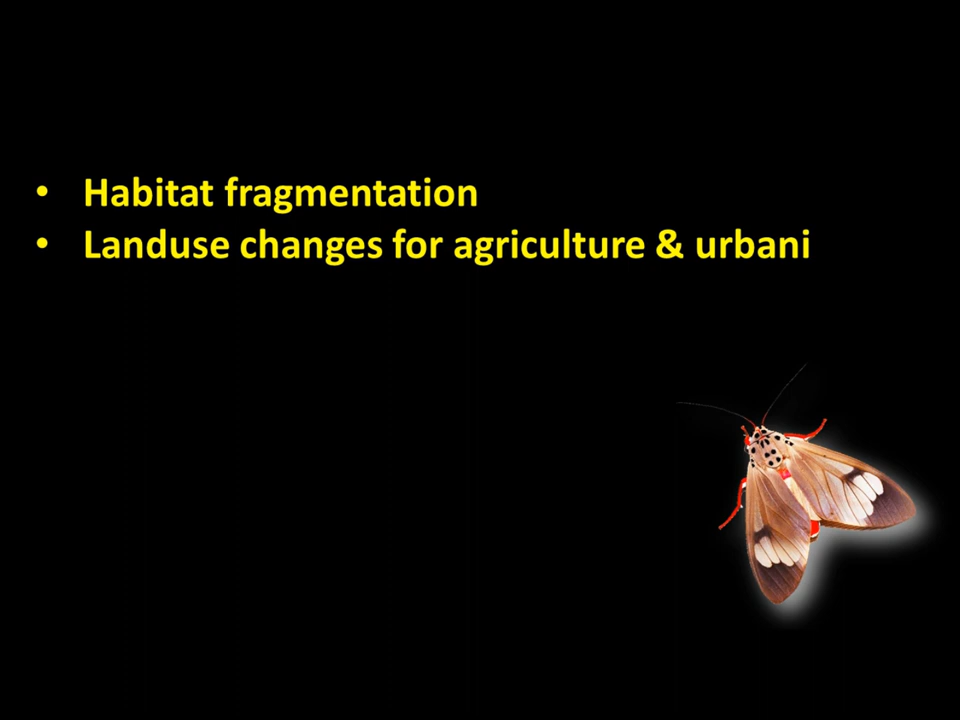 • Habitat fragmentation
• Landuse changes for agriculture & urbani